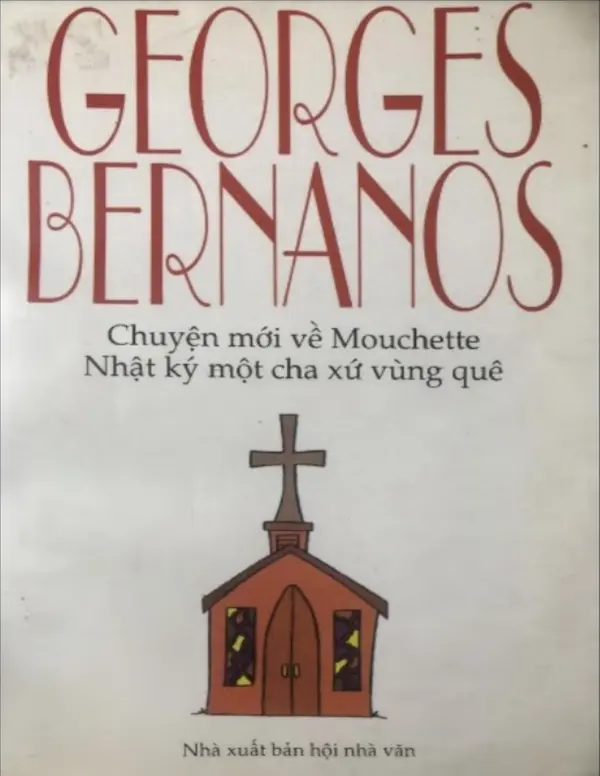 GEORGES
BERNANOS
Chuyện mới về Mouchette
Nhật ký một cha xứ vùng quê
Nhà xuất bản hội nhà văn